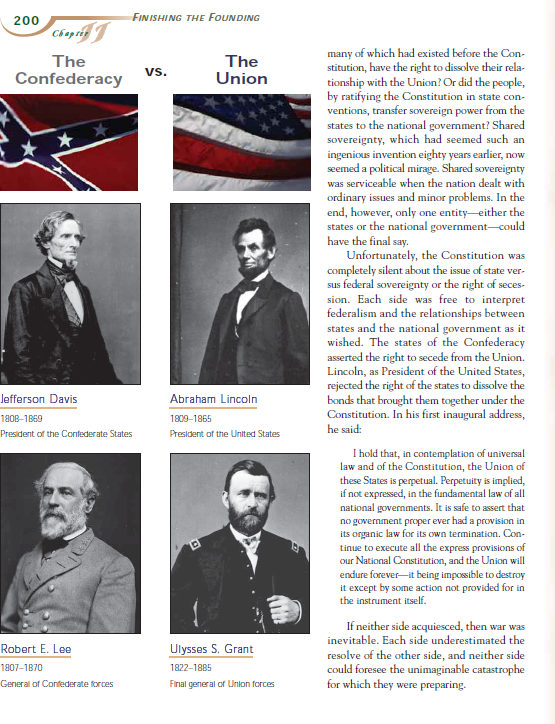 200
FINISHING THE FOUNDING
Chapter 11
The
Confederacy
vs.
The
Union
Jefferson Davis
1808–1869
President of the Confederate States
Abraham Lincoln
1809–1865
President of the United States
Robert E. Lee
1807–1870
General of Confederate forces
Ulysses S. Grant
1822–1885
Final general of Union forces
many of which had existed before the Con-
stitution, have the right to dissolve their rela-
tionship with the Union? Or did the people,
by ratifying the Constitution in state con-
ventions, transfer sovereign power from the
states to the national government? Shared
sovereignty, which had seemed such an
ingenious invention eighty years earlier, now
seemed a political mirage. Shared sovereignty
was serviceable when the nation dealt with
ordinary issues and minor problems. In the
end, however, only one entity—either the
states or the national government—could
have the final say.
Unfortunately, the Constitution was
completely silent about the issue of state ver-
sus federal sovereignty or the right of seces-
sion. Each side was free to interpret
federalism and the relationships between
states and the national government as it
wished. The states of the Confederacy
asserted the right to secede from the Union.
Lincoln, as President of the United States,
rejected the right of the states to dissolve the
bonds that brought them together under the
Constitution. In his first inaugural address,
he said:
I hold that, in contemplation of universal
law and of the Constitution, the Union of
these States is perpetual. Perpetuity is implied,
if not expressed, in the fundamental law of all
national governments. It is safe to assert that
no government proper ever had a provision in
its organic law for its own termination. Con-
tinue to execute all the express provisions of
our National Constitution, and the Union will
endure forever—it being impossible to destroy
it except by some action not provided for in
the instrument itself.
If neither side acquiesced, then war was
inevitable. Each side underestimated the
resolve of the other side, and neither side
could foresee the unimaginable catastrophe
for which they were preparing.